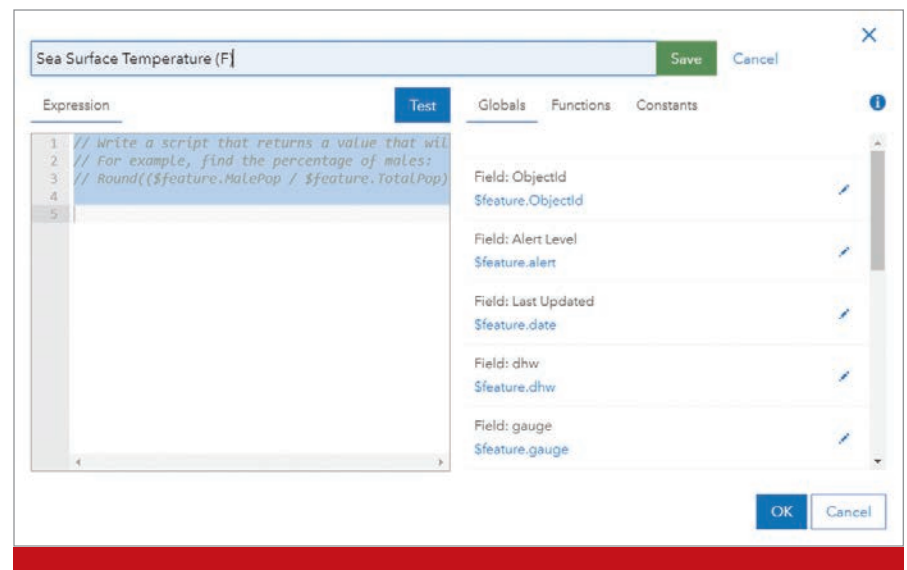 Sea Surface Temperature (F)
Save Cancel
Expression Test Globals Functions Constants
1 // Write a script that returns a value that wil
2 // For example, find the percentage of males:
3 // Round(($feature.MalePop / $feature.TotalPop)
4
5
Field: ObjectId
$feature.ObjectId
Field: Alert Level
$feature.alert
Field: Last Updated
$feature.date
Field: dhw
$feature.dhw
Field: gauge
$feature.gauge
OK Cancel